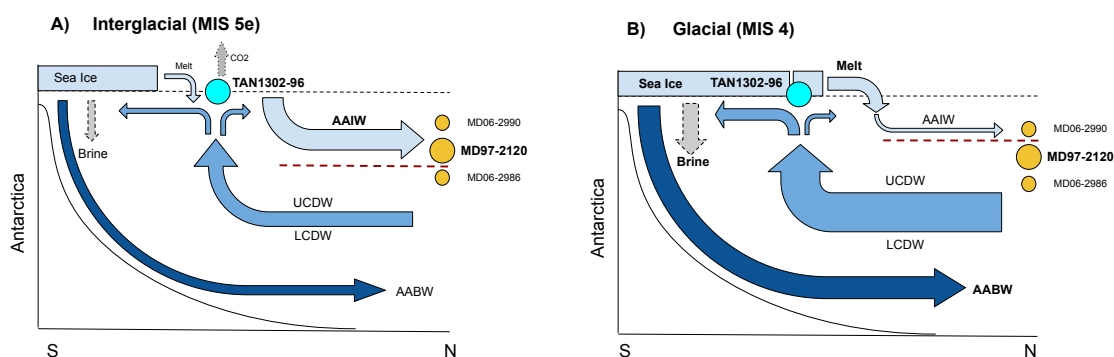 A) Interglacial (MIS 5e)
Sea Ice
Melt
CO2
TAN1302-96
Brine
AAIW
MD06-2990
MD97-2120
MD06-2986
UCDW
LCDW
AABW
Antarctica
S
N
B) Glacial (MIS 4)
Sea Ice
TAN1302-96
Melt
Brine
AAIW
MD06-2990
MD97-2120
MD06-2986
UCDW
LCDW
AABW
Antarctica
S
N